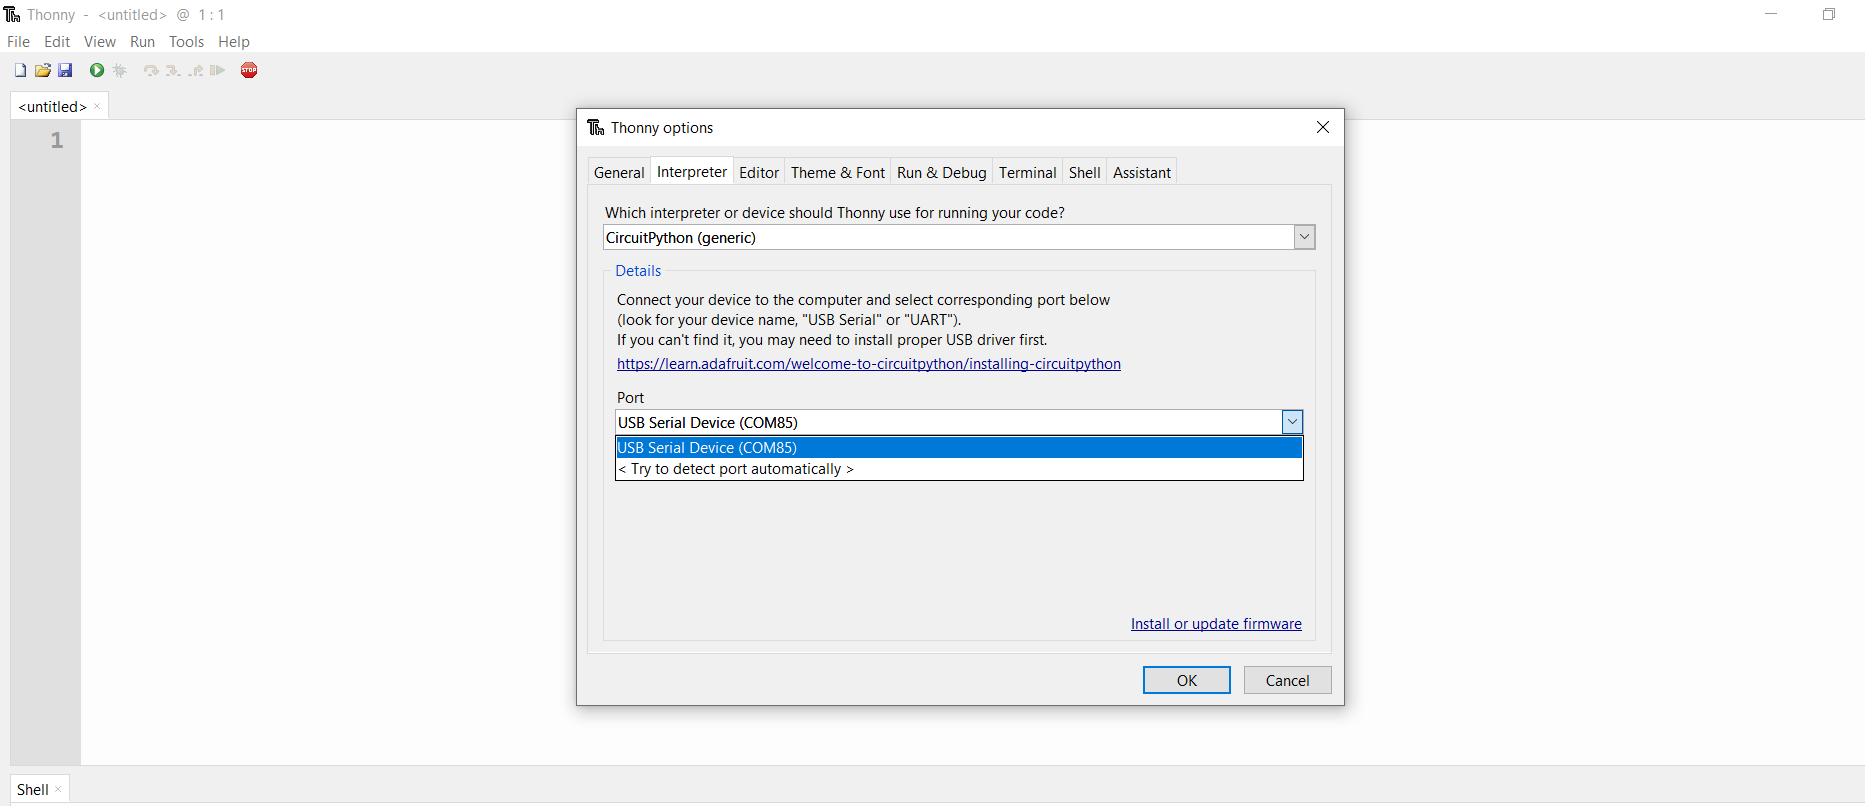 Thonny - <untitled> @ 1 : 1
File Edit View Run Tools Help
STOP
<untitled> ×
1
Thonny options
General Interpreter Editor Theme & Font Run & Debug Terminal Shell Assistant
Which interpreter or device should Thonny use for running your code?
CircuitPython (generic)
Details
Connect your device to the computer and select corresponding port below
(look for your device name, "USB Serial" or "UART").
If you can't find it, you may need to install proper USB driver first.
https://learn.adafruit.com/welcome-to-circuitpython/installing-circuitpython
Port
USB Serial Device (COM85)
USB Serial Device (COM85)
< Try to detect port automatically >
Install or update firmware
OK Cancel
Shell ×